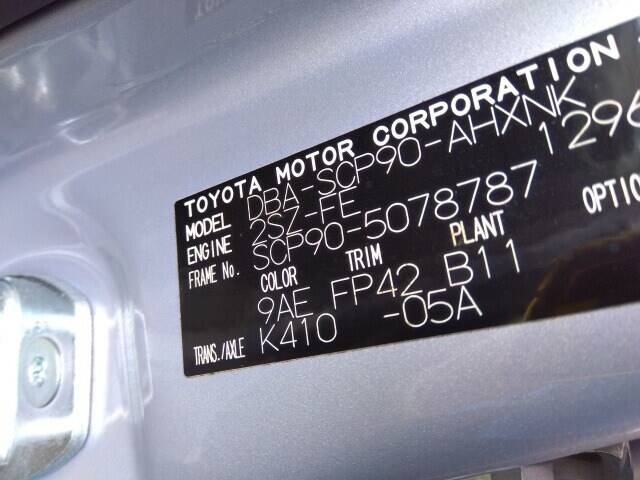 TOYOTA MOTOR CORPORATION
MODEL DBA-SCP90-AHXNK
ENGINE 2SZ-FE 1296
FRAME No. SCP90-5078787
COLOR TRIM PLANT OPTIO
9AE FP42 B11
TRANS./AXLE K410 -05A